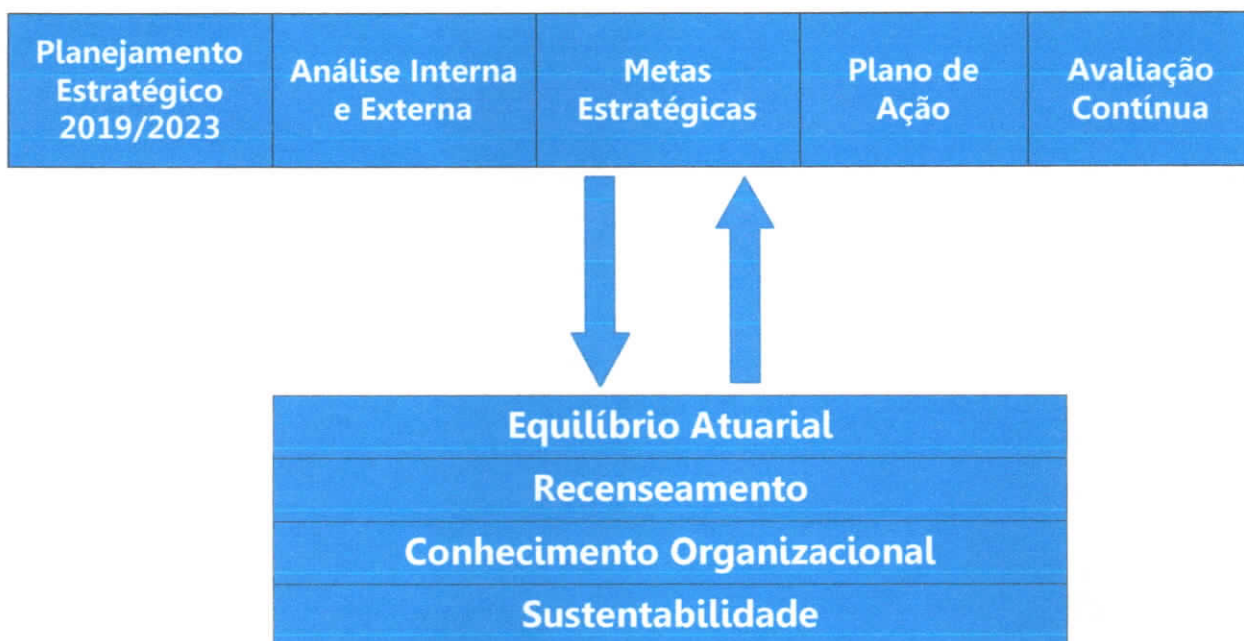 Planejamento
Estratégico
2019/2023
Análise Interna
e Externa
Metas
Estratégicas
Plano de
Ação
Avaliação
Contínua
Equilíbrio Atuarial
Recenseamento
Conhecimento Organizacional
Sustentabilidade